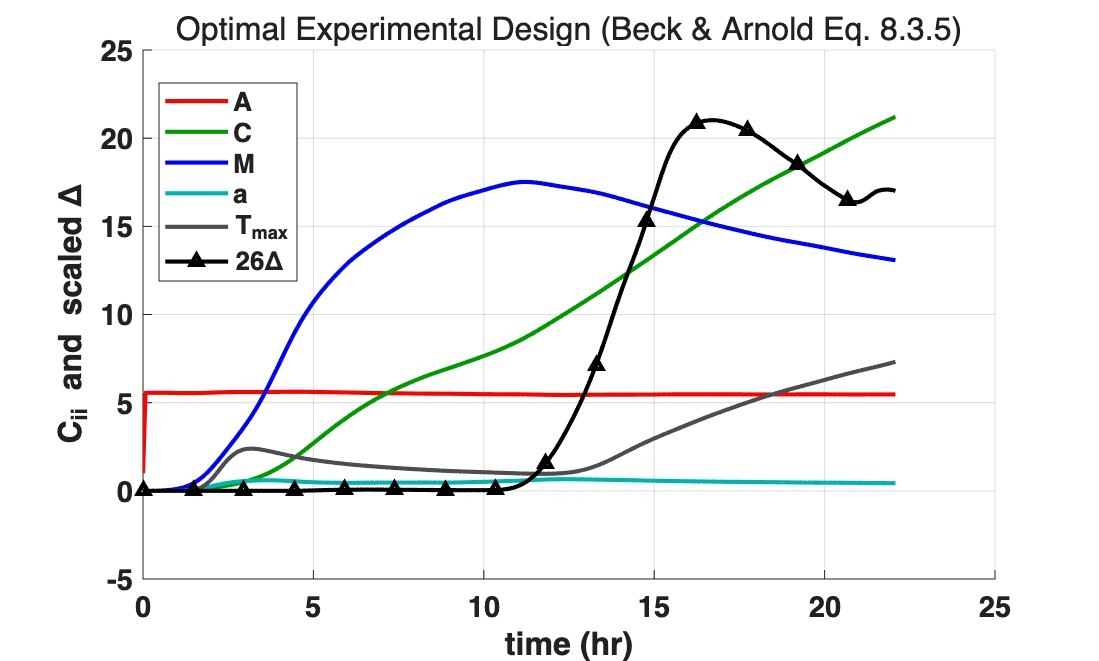 Optimal Experimental Design (Beck & Arnold Eq. 8.3.5)
25
20
15
10
5
0
-5
A
C
M
a
Tmax
26Δ
Cii and scaled Δ
0 5 10 15 20 25
time (hr)